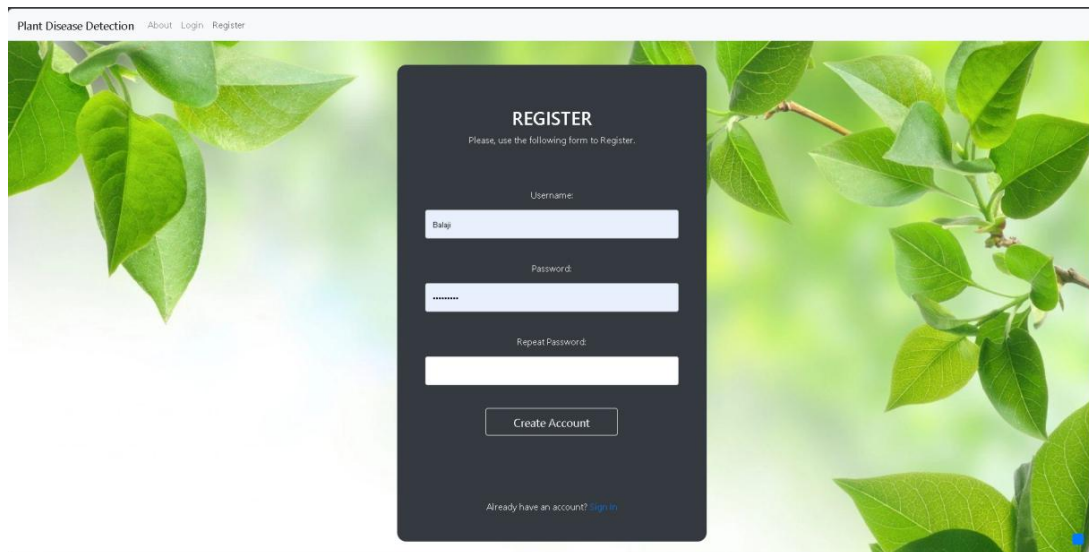 Plant Disease Detection About Login Register
REGISTER
Please, use the following form to Register.
Username:
Balaji
Password:
•••••••••
Repeat Password:
Create Account
Already have an account? Sign In